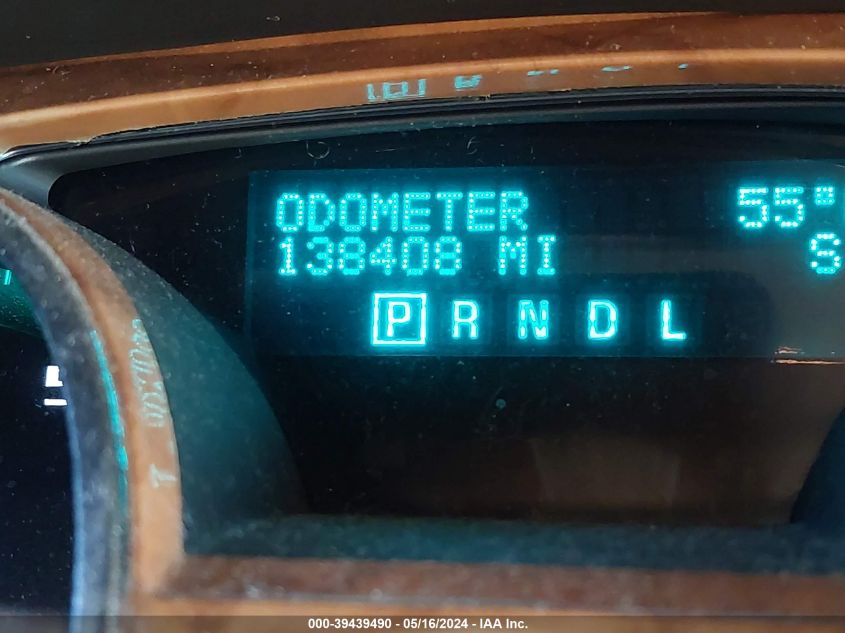 ODOMETER 55°
138408 MI S
P R N D L
000-39439490 - 05/16/2024 - IAA Inc.